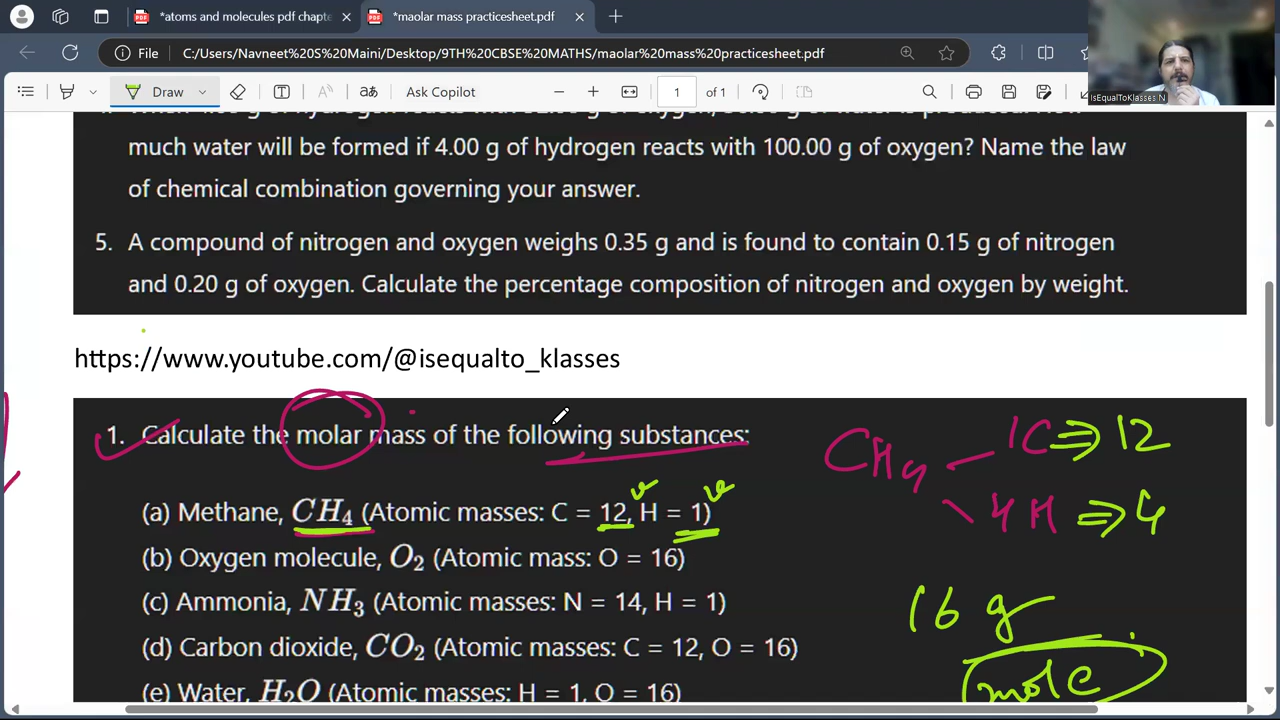 *atoms and molecules pdf chapte
*maolar mass practicesheet.pdf
File C:/Users/Navneet%20S%20Maini/Desktop/9TH%20CBSE%20MATHS/maolar%20mass%20practicesheet.pdf
Draw aあ Ask Copilot 1 of 1
IsEqualToKlasses N
much water will be formed if 4.00 g of hydrogen reacts with 100.00 g of oxygen? Name the law
of chemical combination governing your answer.
5. A compound of nitrogen and oxygen weighs 0.35 g and is found to contain 0.15 g of nitrogen
and 0.20 g of oxygen. Calculate the percentage composition of nitrogen and oxygen by weight.
https://www.youtube.com/@isequalto_klasses
1. Calculate the molar mass of the following substances:
(a) Methane, CH₄ (Atomic masses: C = 12, H = 1)
(b) Oxygen molecule, O₂ (Atomic mass: O = 16)
(c) Ammonia, NH₃ (Atomic masses: N = 14, H = 1)
(d) Carbon dioxide, CO₂ (Atomic masses: C = 12, O = 16)
(e) Water, H₂O (Atomic masses: H = 1, O = 16)
CH₄
1C ⇒ 12
4H ⇒ 4
16 g
mole